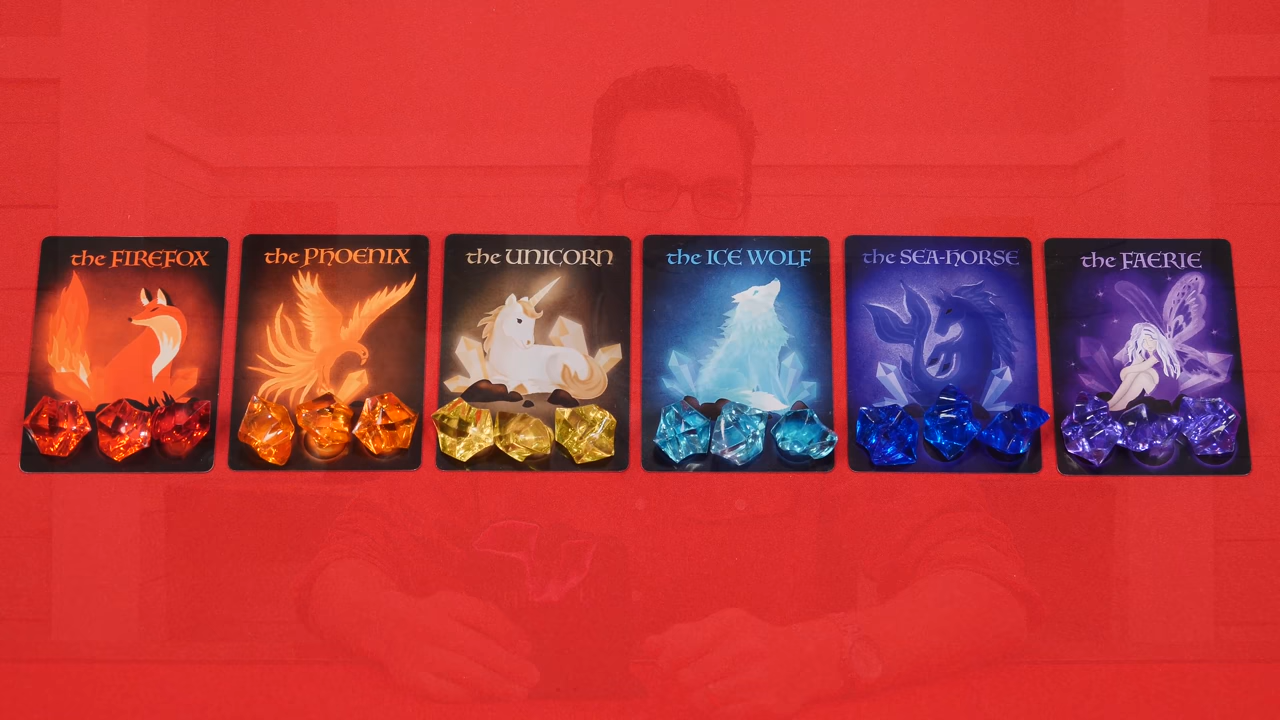 the FIREFOX
the PHOENIX
the UNICORN
the ICE WOLF
the SEA-HORSE
the FAERIE